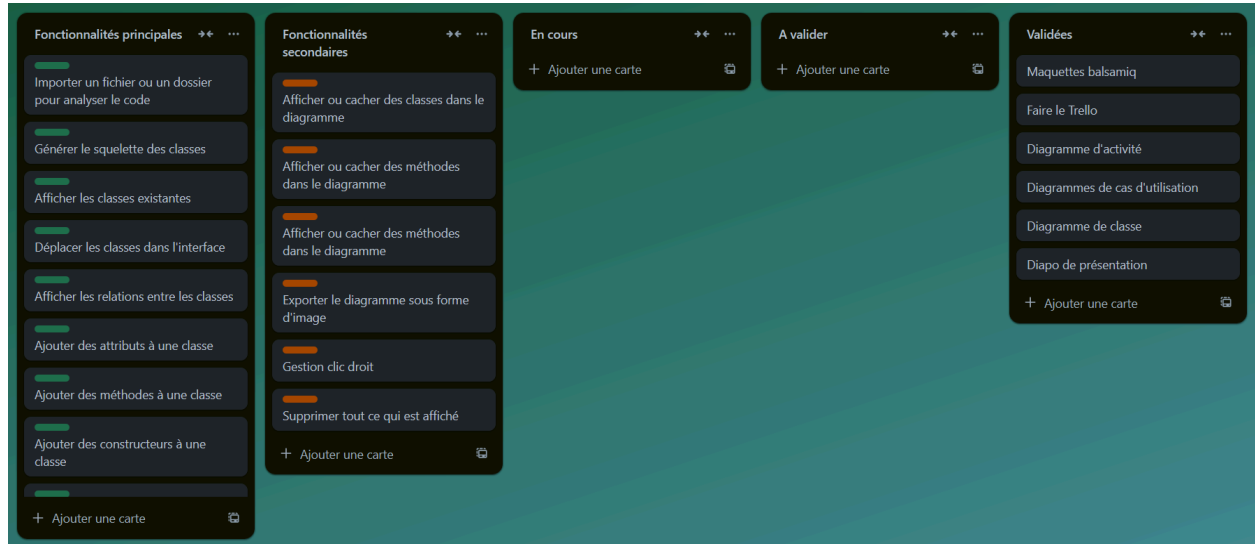 Fonctionnalités principales
Importer un fichier ou un dossier
pour analyser le code
Générer le squelette des classes
Afficher les classes existantes
Déplacer les classes dans l'interface
Afficher les relations entre les classes
Ajouter des attributs à une classe
Ajouter des méthodes à une classe
Ajouter des constructeurs à une
classe
+ Ajouter une carte
Fonctionnalités
secondaires
Afficher ou cacher des classes dans le
diagramme
Afficher ou cacher des méthodes
dans le diagramme
Afficher ou cacher des méthodes
dans le diagramme
Exporter le diagramme sous forme
d'image
Gestion clic droit
Supprimer tout ce qui est affiché
+ Ajouter une carte
En cours
+ Ajouter une carte
A valider
+ Ajouter une carte
Validées
Maquettes balsamiq
Faire le Trello
Diagramme d'activité
Diagrammes de cas d'utilisation
Diagramme de classe
Diapo de présentation
+ Ajouter une carte